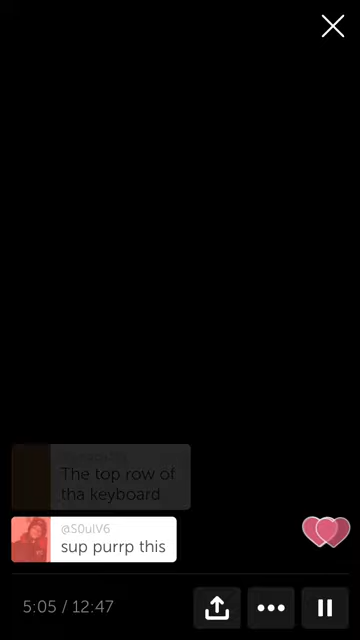 The top row of
tha keyboard
@S0ulV6
sup purrp this
5:05 / 12:47